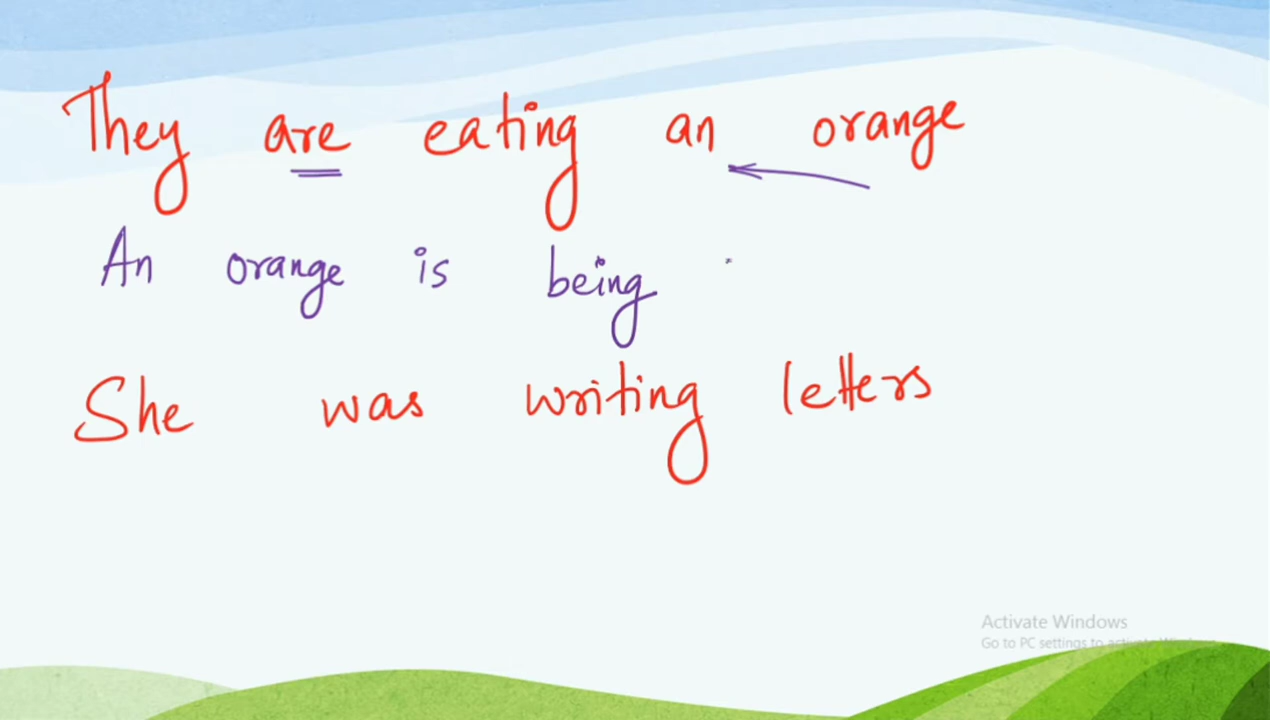 They are eating an orange
An orange is being
She was writing letters
Activate Windows
Go to PC settings to activate Windows.